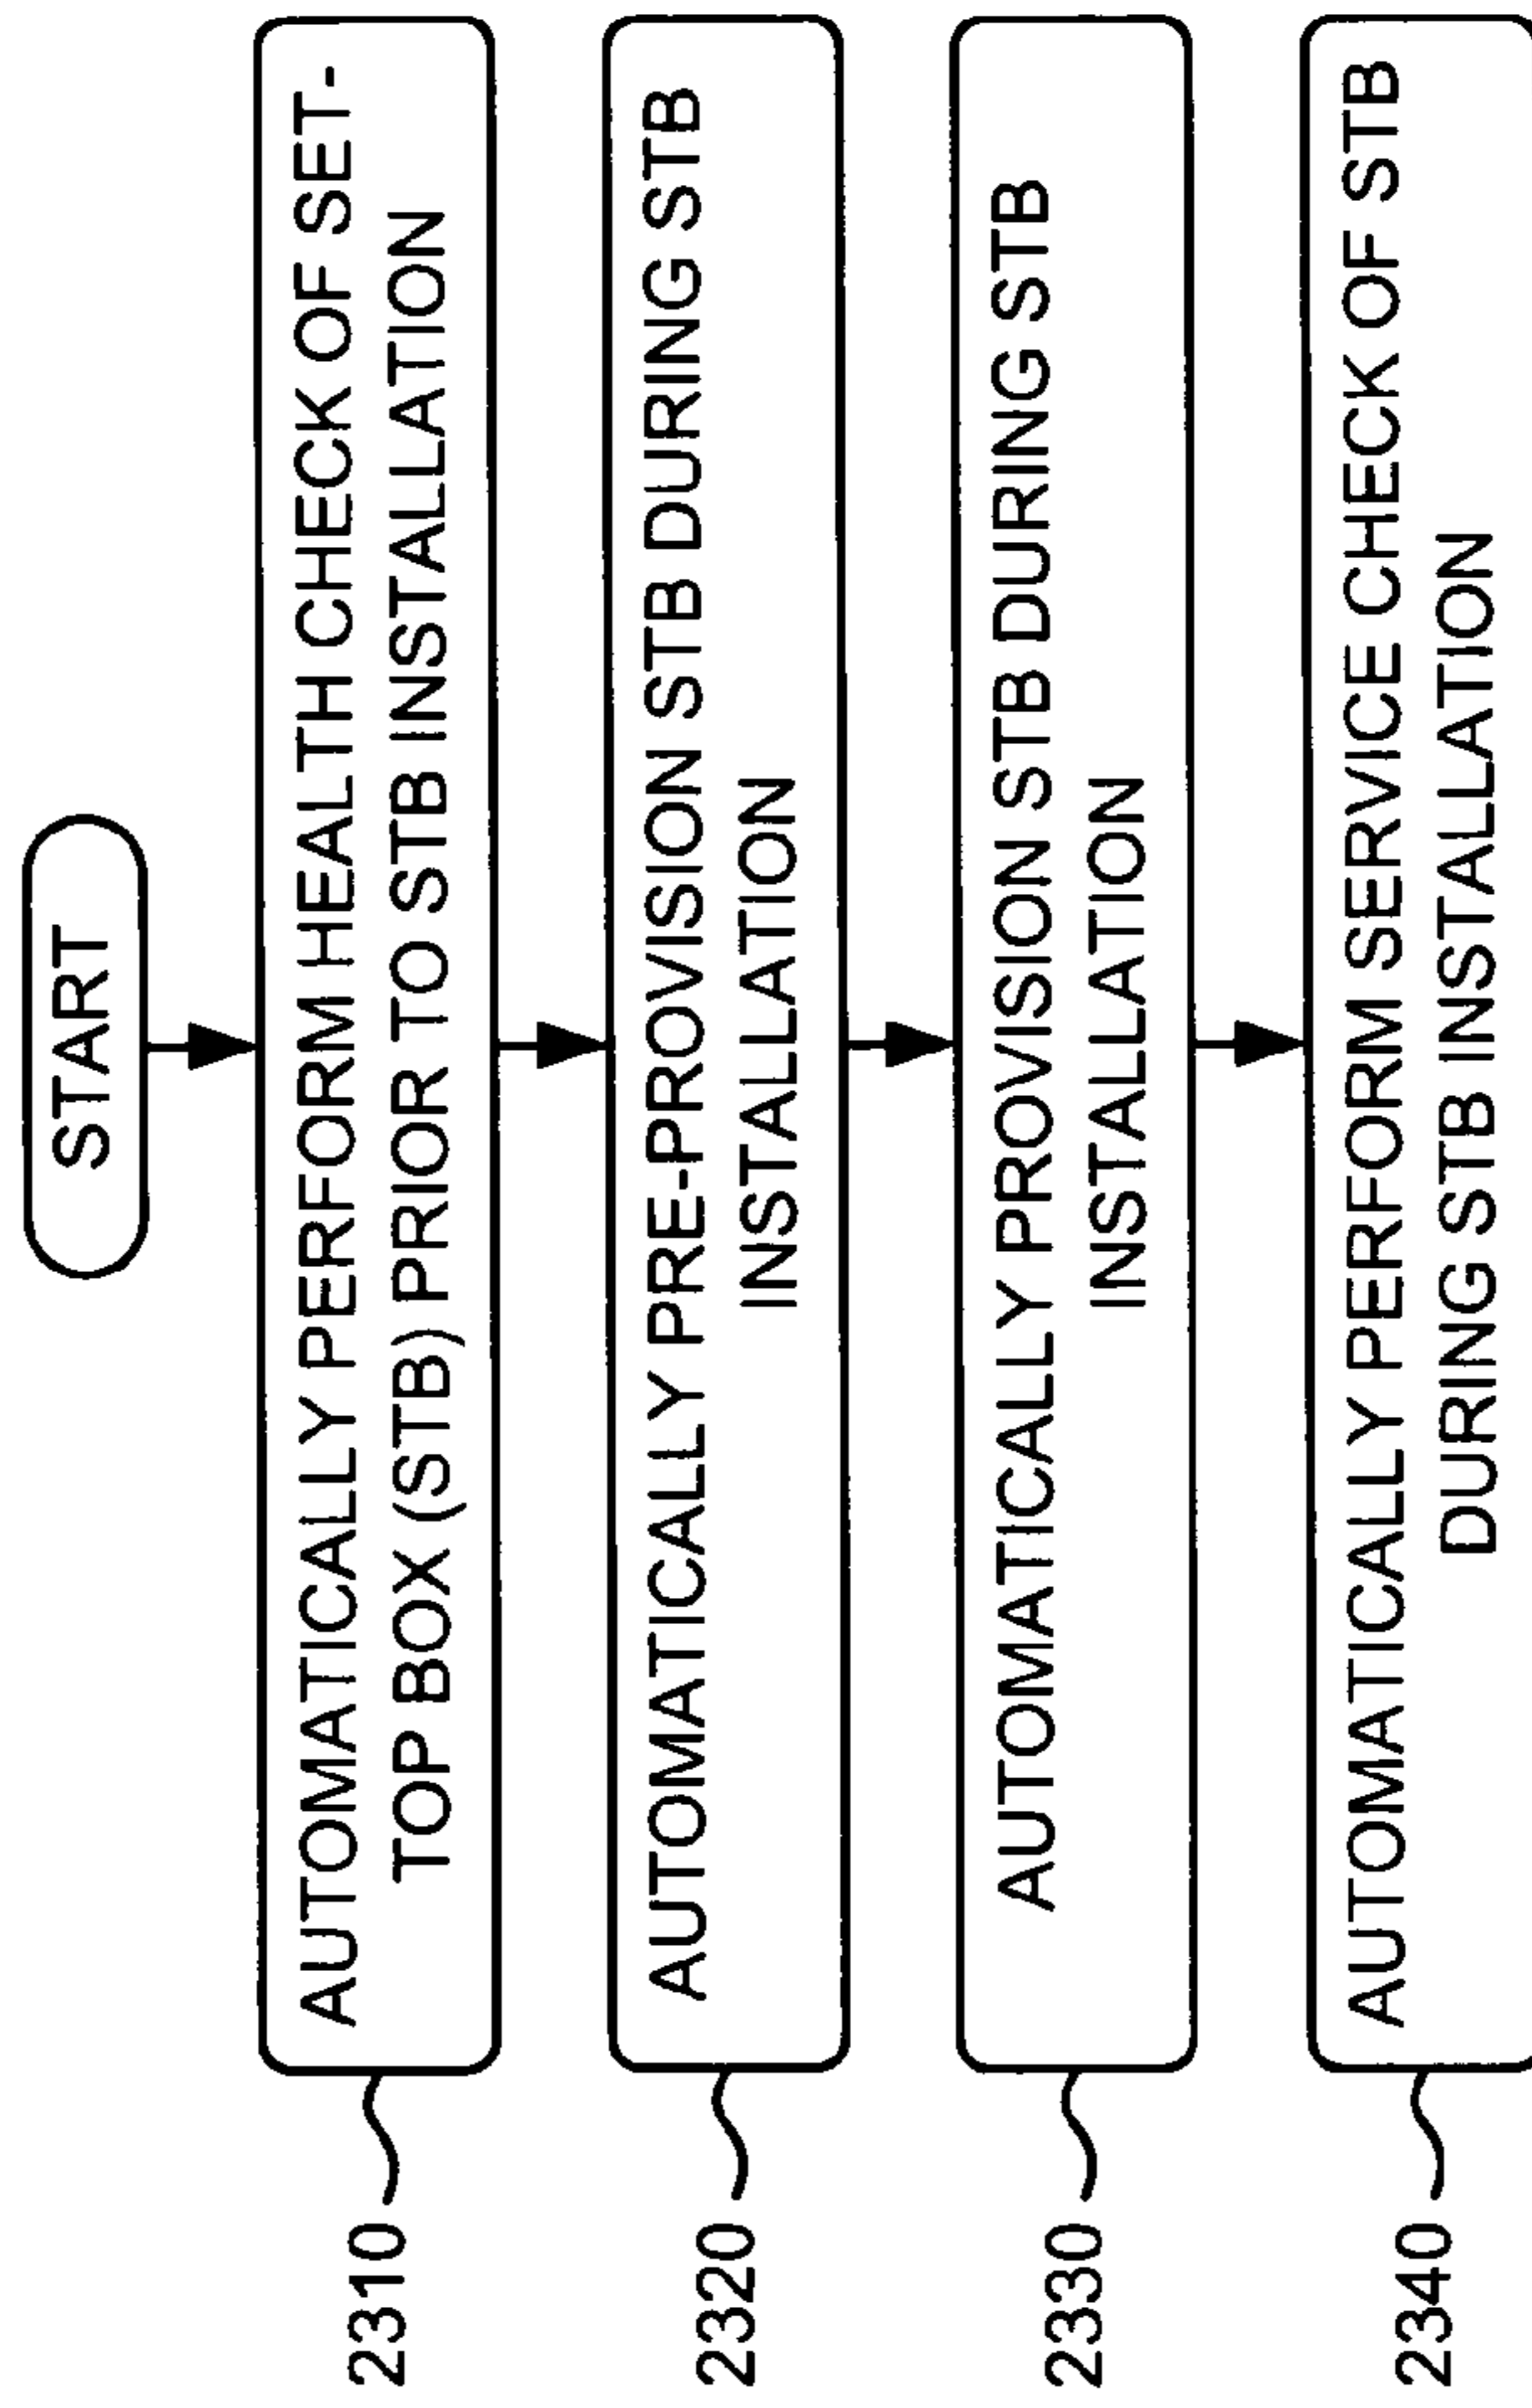 START
2310
AUTOMATICALLY PERFORM HEALTH CHECK OF SET-
TOP BOX (STB) PRIOR TO STB INSTALLATION
2320
AUTOMATICALLY PRE-PROVISION STB DURING STB
INSTALLATION
2330
AUTOMATICALLY PROVISION STB DURING STB
INSTALLATION
2340
AUTOMATICALLY PERFORM SERVICE CHECK OF STB
DURING STB INSTALLATION